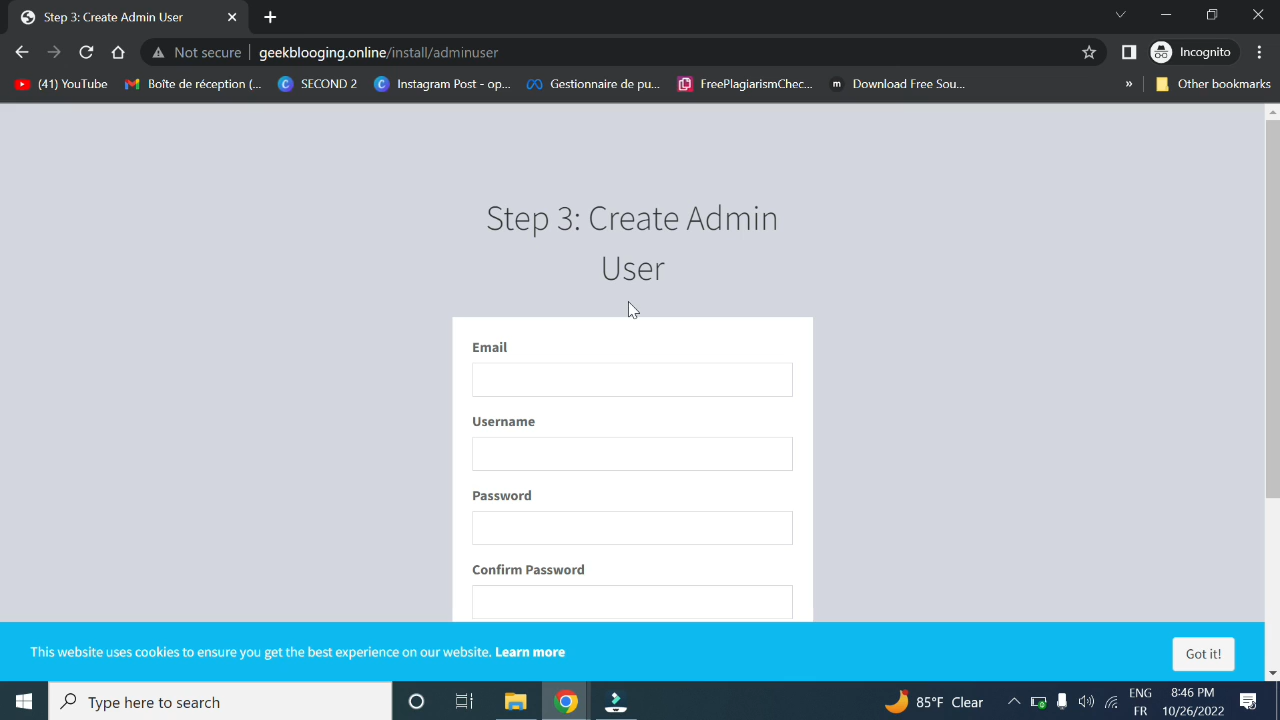 Step 3: Create Admin User
Not secure
geekblooging.online/install/adminuser
Incognito
(41) YouTube
Boîte de réception (...
SECOND 2
Instagram Post - op...
Gestionnaire de pu...
FreePlagiarismChec...
Download Free Sou...
»
Other bookmarks
Step 3: Create Admin
User
Email
Username
Password
Confirm Password
This website uses cookies to ensure you get the best experience on our website. Learn more
Got it!
Type here to search
85°F Clear
ENG
FR
8:46 PM
10/26/2022